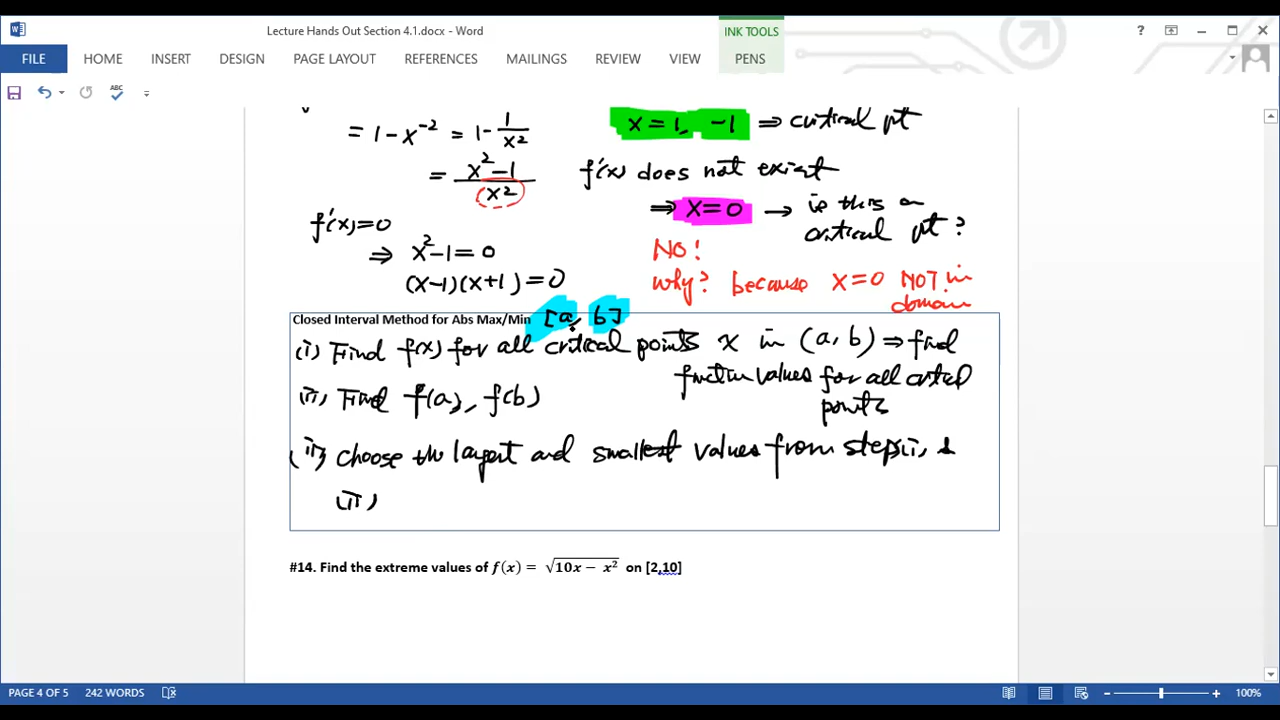 Lecture Hands Out Section 4.1.docx - Word
INK TOOLS
FILE HOME INSERT DESIGN PAGE LAYOUT REFERENCES MAILINGS REVIEW VIEW PENS
= 1 - x^-2 = 1 - 1/x^2
= x^2 - 1 / x^2
f'(x) = 0
⇒ x^2 - 1 = 0
(x-1)(x+1) = 0
x = 1, -1 ⇒ critical pt
f'(x) does not exist
⇒ x = 0 → is this a
critical pt?
NO!
why? because x=0 NOT in
domain
Closed Interval Method for Abs Max/Min [a, b]
(i) Find f(x) for all critical points x in (a, b) ⇒ find
function values for all critical
points
(ii) Find f(a), f(b)
(iii) choose the largest and smallest values from steps (i) &
(ii)
#14. Find the extreme values of f(x) = √(10x − x^2) on [2,10]
PAGE 4 OF 5 242 WORDS 100%